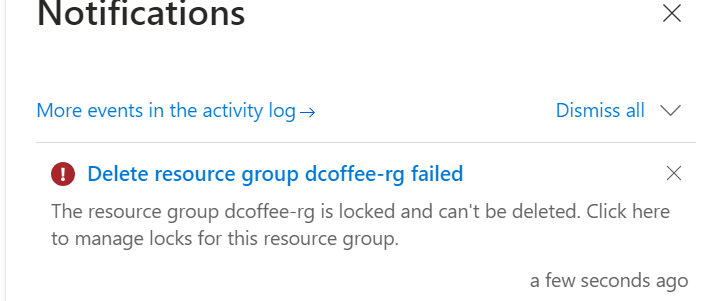 Notifications
More events in the activity log→
Dismiss all
Delete resource group dcoffee-rg failed
The resource group dcoffee-rg is locked and can't be deleted. Click here
to manage locks for this resource group.
a few seconds ago